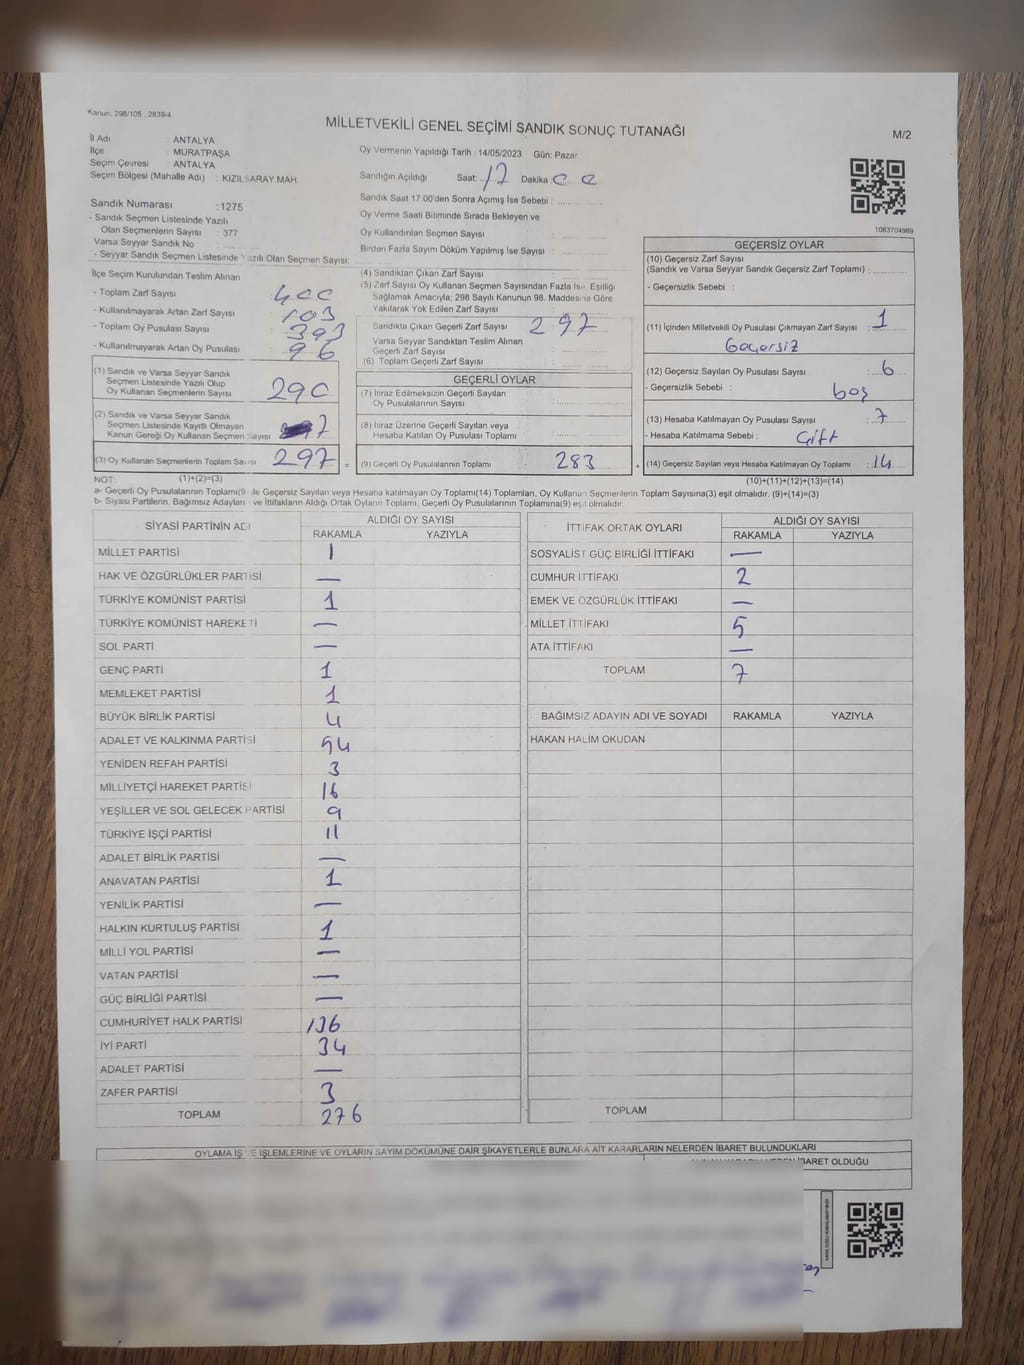 Kanun: 298/105 , 2839/4
MİLLETVEKİLİ GENEL SEÇİMİ SANDIK SONUÇ TUTANAĞI
M/2
İl Adı : ANTALYA
İlçe : MURATPAŞA
Seçim Çevresi : ANTALYA
Seçim Bölgesi (Mahalle Adı) : KIZILSARAY MAH.
Oy Vermenin Yapıldığı Tarih : 14/05/2023 Gün: Pazar
Sandığın Açıldığı Saat: 17 Dakika 00
Sandık Saat 17.00'den Sonra Açımış İse Sebebi :
Oy Verme Saati Bitiminde Sırada Bekleyen ve
Oy Kullandırılan Seçmen Sayısı :
Birden Fazla Sayım Döküm Yapılmış İse Sayısı :
1083704989
Sandık Numarası :1275
- Sandık Seçmen Listesinde Yazılı
Olan Seçmenlerin Sayısı : 377
Varsa Seyyar Sandık No :
- Seyyar Sandık Seçmen Listesinde Yazılı Olan Seçmen Sayısı:
İlçe Seçim Kurulundan Teslim Alınan
- Toplam Zarf Sayısı 400
- Kullanılmayarak Artan Zarf Sayısı 103
- Toplam Oy Pusulası Sayısı 393
- Kullanılmayarak Artan Oy Pusulası 96
(1) Sandık ve Varsa Seyyar Sandık
Seçmen Listesinde Yazılı Olup
Oy Kullanan Seçmenlerin Sayısı 290
(2) Sandık ve Varsa Seyyar Sandık
Seçmen Listesinde Kayıtlı Olmayan
Kanun Gereği Oy Kullanan Seçmen Sayısı 7
(3) Oy Kullanan Seçmenlerin Toplam Sayısı 297 =
(4) Sandıktan Çıkan Zarf Sayısı :
(5) Zarf Sayısı Oy Kullanan Seçmen Sayısından Fazla İse, Eşitliği
Sağlamak Amacıyla; 298 Sayılı Kanunun 98. Maddesine Göre
Yakılarak Yok Edilen Zarf Sayısı :
Sandıkta Çıkan Geçerli Zarf Sayısı 297
Varsa Seyyar Sandıktan Teslim Alınan
Geçerli Zarf Sayısı :
(6) Toplam Geçerli Zarf Sayısı :
GEÇERLİ OYLAR
(7) İtiraz Edilmeksizin Geçerli Sayılan
Oy Pusulalarının Sayısı :
(8) İtiraz Üzerine Geçerli Sayılan veya
Hesaba Katılan Oy Pusulası Toplamı :
(9) Geçerli Oy Pusulalarının Toplamı 283 +
GEÇERSİZ OYLAR
(10) Geçersiz Zarf Sayısı
(Sandık ve Varsa Seyyar Sandık Geçersiz Zarf Toplamı) :
- Geçersizlik Sebebi :
(11) İçinden Milletvekili Oy Pusulası Çıkmayan Zarf Sayısı : 1
Geçersiz
(12) Geçersiz Sayılan Oy Pusulası Sayısı : 6
- Geçersizlik Sebebi : boş
(13) Hesaba Katılmayan Oy Pusulası Sayısı : 7
- Hesaba Katılmama Sebebi : Çift
(14) Geçersiz Sayılan veya Hesaba Katılmayan Oy Toplamı : 14
NOT: (1)+(2)=(3)
(10)+(11)+(12)+(13)=(14)
a- Geçerli Oy Pusulalarının Toplamı(9) ile Geçersiz Sayılan veya Hesaba katılmayan Oy Toplamı(14) Toplamları, Oy Kullanan Seçmenlerin Toplam Sayısına(3) eşit olmalıdır. (9)+(14)=(3)
b- Siyasi Partilerin, Bağımsız Adayları ve İttifakların Aldığı Ortak Oyların Toplamı, Geçerli Oy Pusulalarının Toplamına(9) eşit olmalıdır.
SİYASİ PARTİNİN ADI
ALDIĞI OY SAYISI
RAKAMLA YAZIYLA
MİLLET PARTİSİ 1
HAK VE ÖZGÜRLÜKLER PARTİSİ —
TÜRKİYE KOMÜNİST PARTİSİ 1
TÜRKİYE KOMÜNİST HAREKETİ —
SOL PARTİ —
GENÇ PARTİ 1
MEMLEKET PARTİSİ 1
BÜYÜK BİRLİK PARTİSİ 4
ADALET VE KALKINMA PARTİSİ 54
YENİDEN REFAH PARTİSİ 3
MİLLİYETÇİ HAREKET PARTİSİ 16
YEŞİLLER VE SOL GELECEK PARTİSİ 9
TÜRKİYE İŞÇİ PARTİSİ 11
ADALET BİRLİK PARTİSİ —
ANAVATAN PARTİSİ 1
YENİLİK PARTİSİ —
HALKIN KURTULUŞ PARTİSİ 1
MİLLİ YOL PARTİSİ —
VATAN PARTİSİ —
GÜÇ BİRLİĞİ PARTİSİ —
CUMHURİYET HALK PARTİSİ 136
İYİ PARTİ 34
ADALET PARTİSİ —
ZAFER PARTİSİ 3
TOPLAM 276
İTTİFAK ORTAK OYLARI
ALDIĞI OY SAYISI
RAKAMLA YAZIYLA
SOSYALİST GÜÇ BİRLİĞİ İTTİFAKI —
CUMHUR İTTİFAKI 2
EMEK VE ÖZGÜRLÜK İTTİFAKI —
MİLLET İTTİFAKI 5
ATA İTTİFAKI —
TOPLAM 7
BAĞIMSIZ ADAYIN ADI VE SOYADI RAKAMLA YAZIYLA
HAKAN HALİM OKUDAN
TOPLAM
OYLAMA İŞ VE İŞLEMLERİNE VE OYLARIN SAYIM DÖKÜMÜNE DAİR ŞİKAYETLERLE BUNLARA AİT KARARLARIN NELERDEN İBARET BULUNDUKLARI
İBARET OLDUĞU